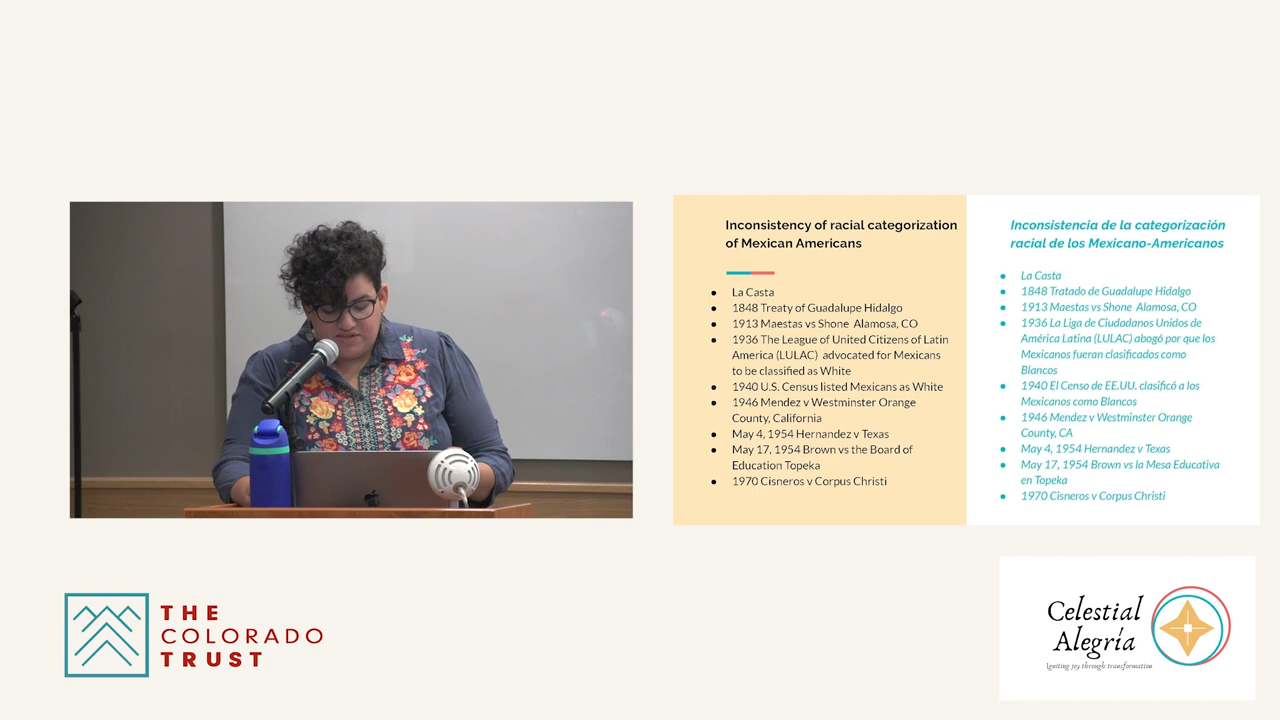 Inconsistency of racial categorization
of Mexican Americans
La Casta
1848 Treaty of Guadalupe Hidalgo
1913 Maestas vs Shone Alamosa, CO
1936 The League of United Citizens of Latin
America (LULAC) advocated for Mexicans
to be classified as White
1940 U.S. Census listed Mexicans as White
1946 Mendez v Westminster Orange
County, California
May 4, 1954 Hernandez v Texas
May 17, 1954 Brown vs the Board of
Education Topeka
1970 Cisneros v Corpus Christi
Inconsistencia de la categorización
racial de los Mexicano-Americanos
La Casta
1848 Tratado de Guadalupe Hidalgo
1913 Maestas vs Shone Alamosa, CO
1936 La Liga de Ciudadanos Unidos de
América Latina (LULAC) abogó por que los
Mexicanos fueran clasificados como
Blancos
1940 El Censo de EE.UU. clasificó a los
Mexicanos como Blancos
1946 Mendez v Westminster Orange
County, CA
May 4, 1954 Hernandez v Texas
May 17, 1954 Brown vs la Mesa Educativa
en Topeka
1970 Cisneros v Corpus Christi
THE
COLORADO
TRUST
Celestial
Alegría
Igniting joy through transformation